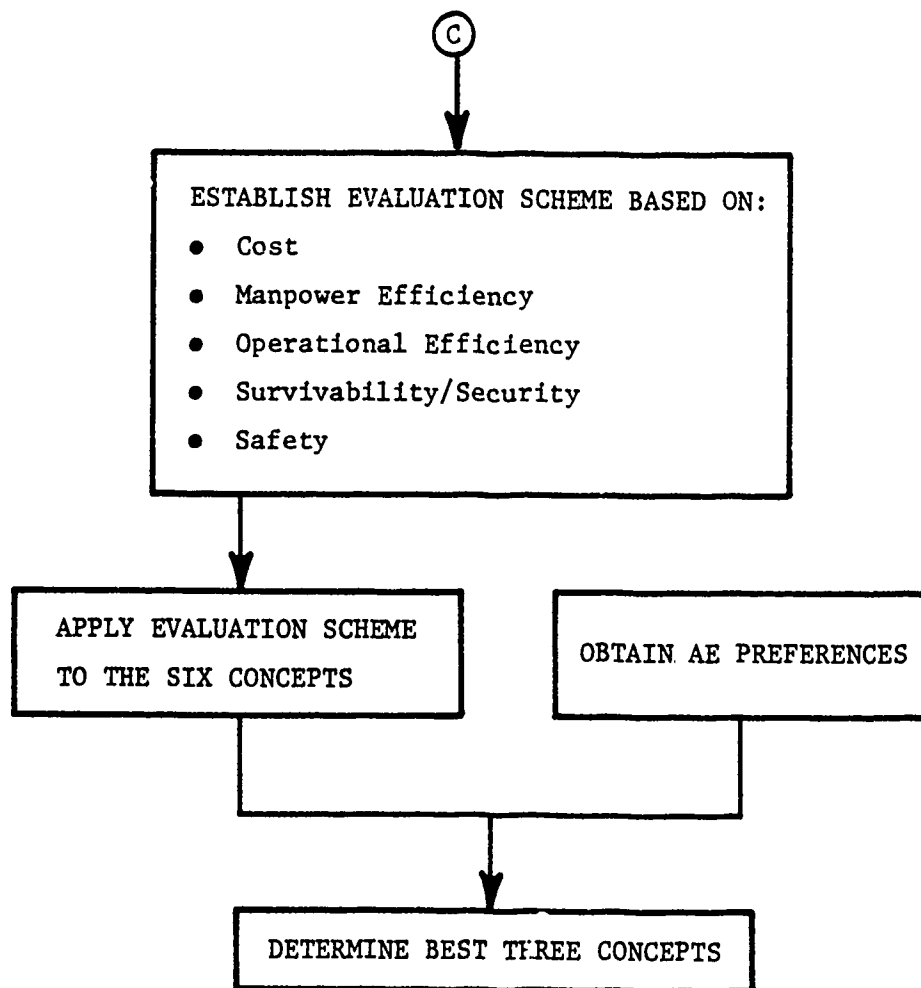 C
ESTABLISH EVALUATION SCHEME BASED ON:
● Cost
● Manpower Efficiency
● Operational Efficiency
● Survivability/Security
● Safety
APPLY EVALUATION SCHEME
TO THE SIX CONCEPTS
OBTAIN AE PREFERENCES
DETERMINE BEST THREE CONCEPTS